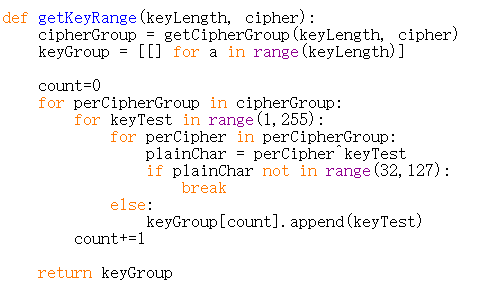 def getKeyRange(keyLength, cipher):
    cipherGroup = getCipherGroup(keyLength, cipher)
    keyGroup = [[] for a in range(keyLength)]

    count=0
    for perCipherGroup in cipherGroup:
        for keyTest in range(1,255):
            for perCipher in perCipherGroup:
                plainChar = perCipher^keyTest
                if plainChar not in range(32,127):
                    break
            else:
                keyGroup[count].append(keyTest)
        count+=1

    return keyGroup